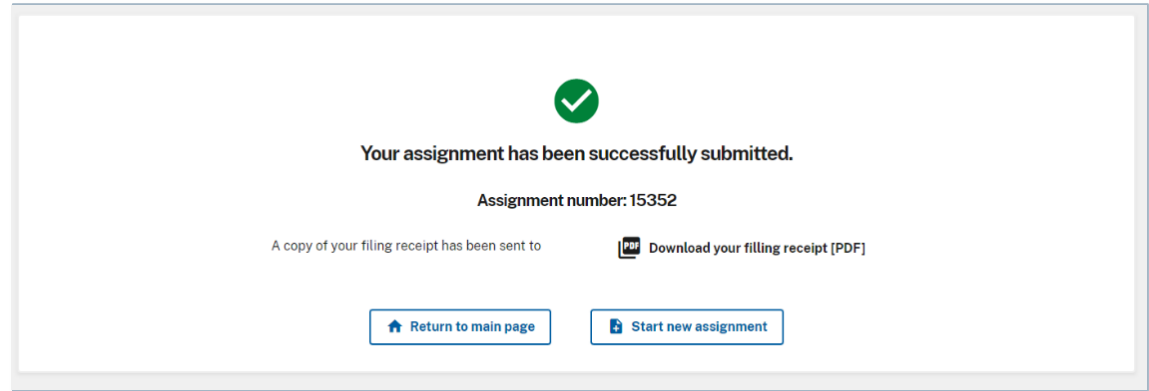 Your assignment has been successfully submitted.
Assignment number: 15352
A copy of your filing receipt has been sent to
PDF Download your filling receipt [PDF]
Return to main page
Start new assignment